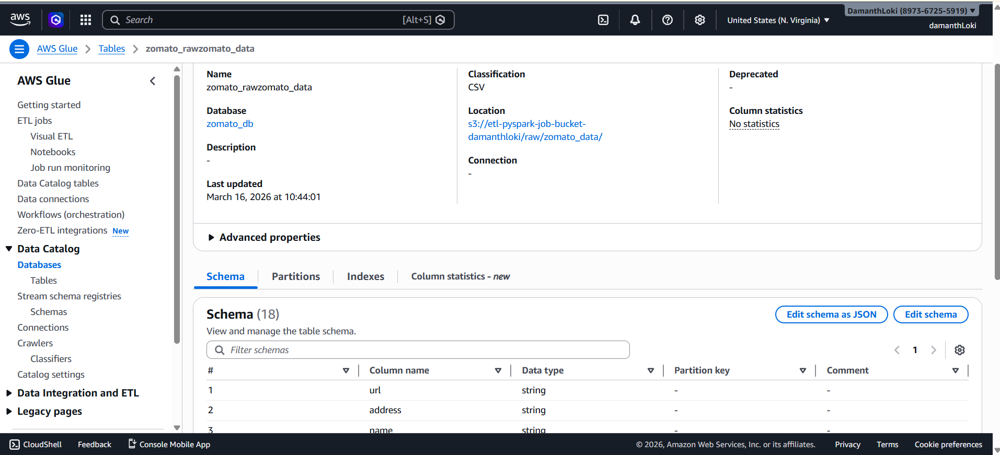 aws
Search
[Alt+S]
United States (N. Virginia)
DamanthLoki (8973-6725-5919)
damanthLoki
AWS Glue
Tables
zomato_rawzomato_data
AWS Glue
Getting started
ETL jobs
Visual ETL
Notebooks
Job run monitoring
Data Catalog tables
Data connections
Workflows (orchestration)
Zero-ETL integrations New
Data Catalog
Databases
Tables
Stream schema registries
Schemas
Connections
Crawlers
Classifiers
Catalog settings
Data Integration and ETL
Legacy pages
Name
zomato_rawzomato_data
Database
zomato_db
Description
-
Last updated
March 16, 2026 at 10:44:01
Classification
CSV
Location
s3://etl-pyspark-job-bucket-
damanthloki/raw/zomato_data/
Connection
-
Deprecated
-
Column statistics
No statistics
Advanced properties
Schema Partitions Indexes Column statistics - new
Schema (18)
View and manage the table schema.
Edit schema as JSON
Edit schema
Filter schemas
1
# Column name Data type Partition key Comment
1 url string - -
2 address string - -
3 name string - -
CloudShell Feedback Console Mobile App
© 2026, Amazon Web Services, Inc. or its affiliates. Privacy Terms Cookie preferences